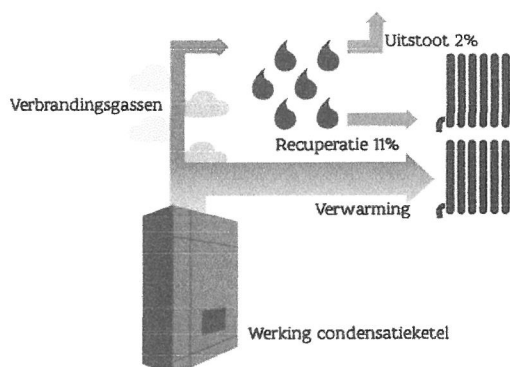 Uitstoot 2%
Verbrandingsgassen
Recuperatie 11%
Verwarming
Werking condensatieketel